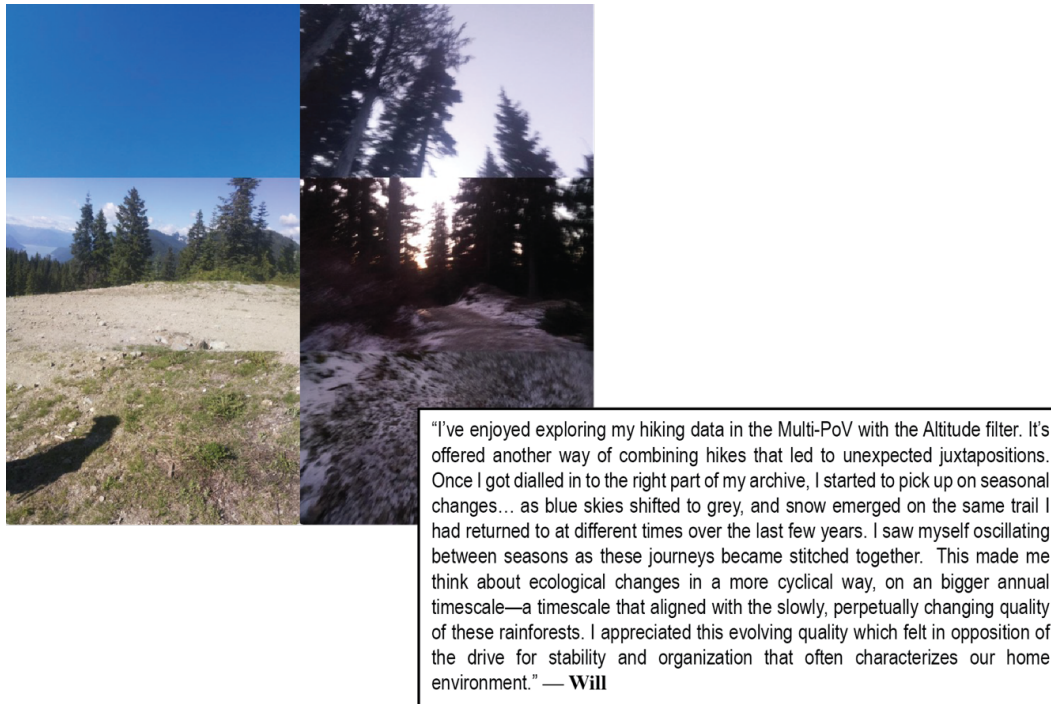 “I’ve enjoyed exploring my hiking data in the Multi-PoV with the Altitude filter. It’s
offered another way of combining hikes that led to unexpected juxtapositions.
Once I got dialled in to the right part of my archive, I started to pick up on seasonal
changes… as blue skies shifted to grey, and snow emerged on the same trail I
had returned to at different times over the last few years. I saw myself oscillating
between seasons as these journeys became stitched together. This made me
think about ecological changes in a more cyclical way, on an bigger annual
timescale—a timescale that aligned with the slowly, perpetually changing quality
of these rainforests. I appreciated this evolving quality which felt in opposition of
the drive for stability and organization that often characterizes our home
environment.” — Will